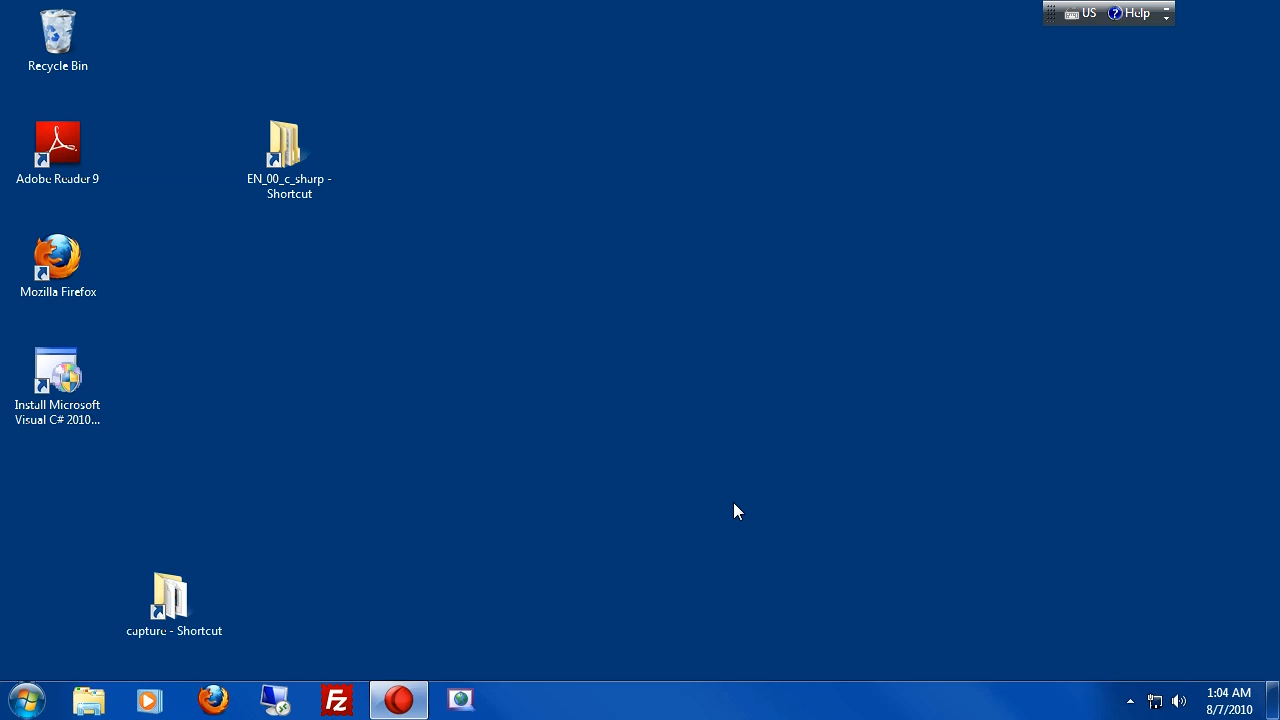 US Help
Recycle Bin
Adobe Reader 9
EN_00_c_sharp -
Shortcut
Mozilla Firefox
Install Microsoft
Visual C# 2010...
capture - Shortcut
Fz
1:04 AM
8/7/2010